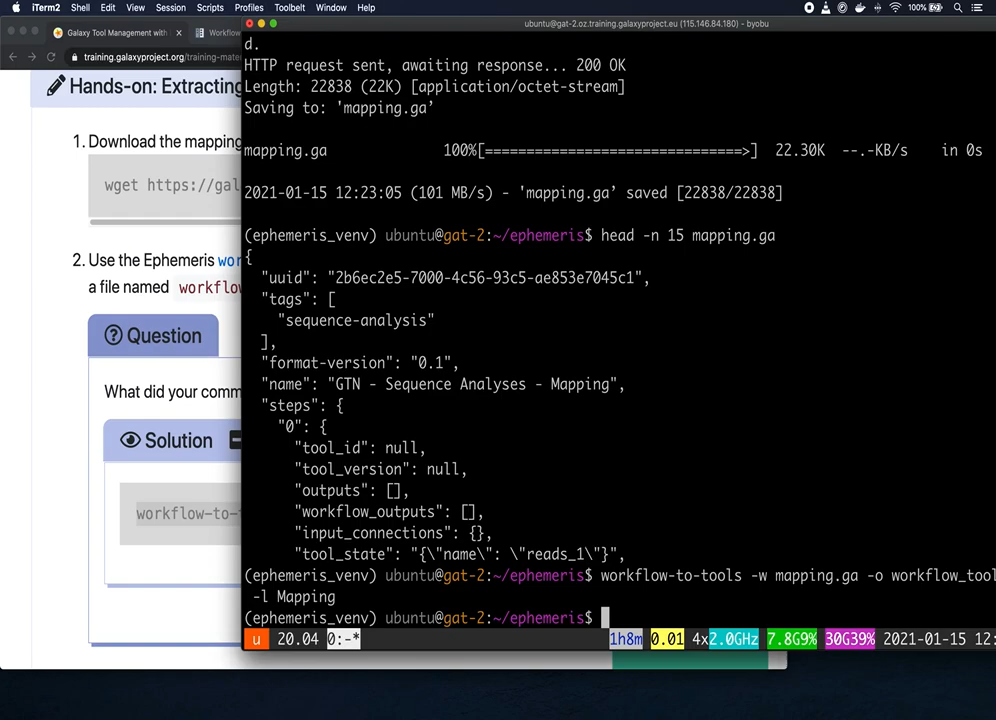 iTerm2 Shell Edit View Session Scripts Profiles Toolbelt Window Help 100%
ubuntu@gat-2.oz.training.galaxyproject.eu (115.146.84.180) - byobu
Galaxy Tool Management with Workflow
training.galaxyproject.org/training-mater
Hands-on: Extracting
1. Download the mapping
wget https://gal
2. Use the Ephemeris wor
a file named workflow
Question
What did your comm
Solution
workflow-to-t
d.
HTTP request sent, awaiting response... 200 OK
Length: 22838 (22K) [application/octet-stream]
Saving to: ‘mapping.ga’
mapping.ga 100%[==============================>] 22.30K --.-KB/s in 0s
2021-01-15 12:23:05 (101 MB/s) - ‘mapping.ga’ saved [22838/22838]
(ephemeris_venv) ubuntu@gat-2:~/ephemeris$ head -n 15 mapping.ga
{
"uuid": "2b6ec2e5-7000-4c56-93c5-ae853e7045c1",
"tags": [
"sequence-analysis"
],
"format-version": "0.1",
"name": "GTN - Sequence Analyses - Mapping",
"steps": {
"0": {
"tool_id": null,
"tool_version": null,
"outputs": [],
"workflow_outputs": [],
"input_connections": {},
"tool_state": "{\"name\": \"reads_1\"}",
(ephemeris_venv) ubuntu@gat-2:~/ephemeris$ workflow-to-tools -w mapping.ga -o workflow_tool
-l Mapping
(ephemeris_venv) ubuntu@gat-2:~/ephemeris$
u 20.04 0:-* 1h8m 0.01 4x2.0GHz 7.8G9% 30G39% 2021-01-15 12: